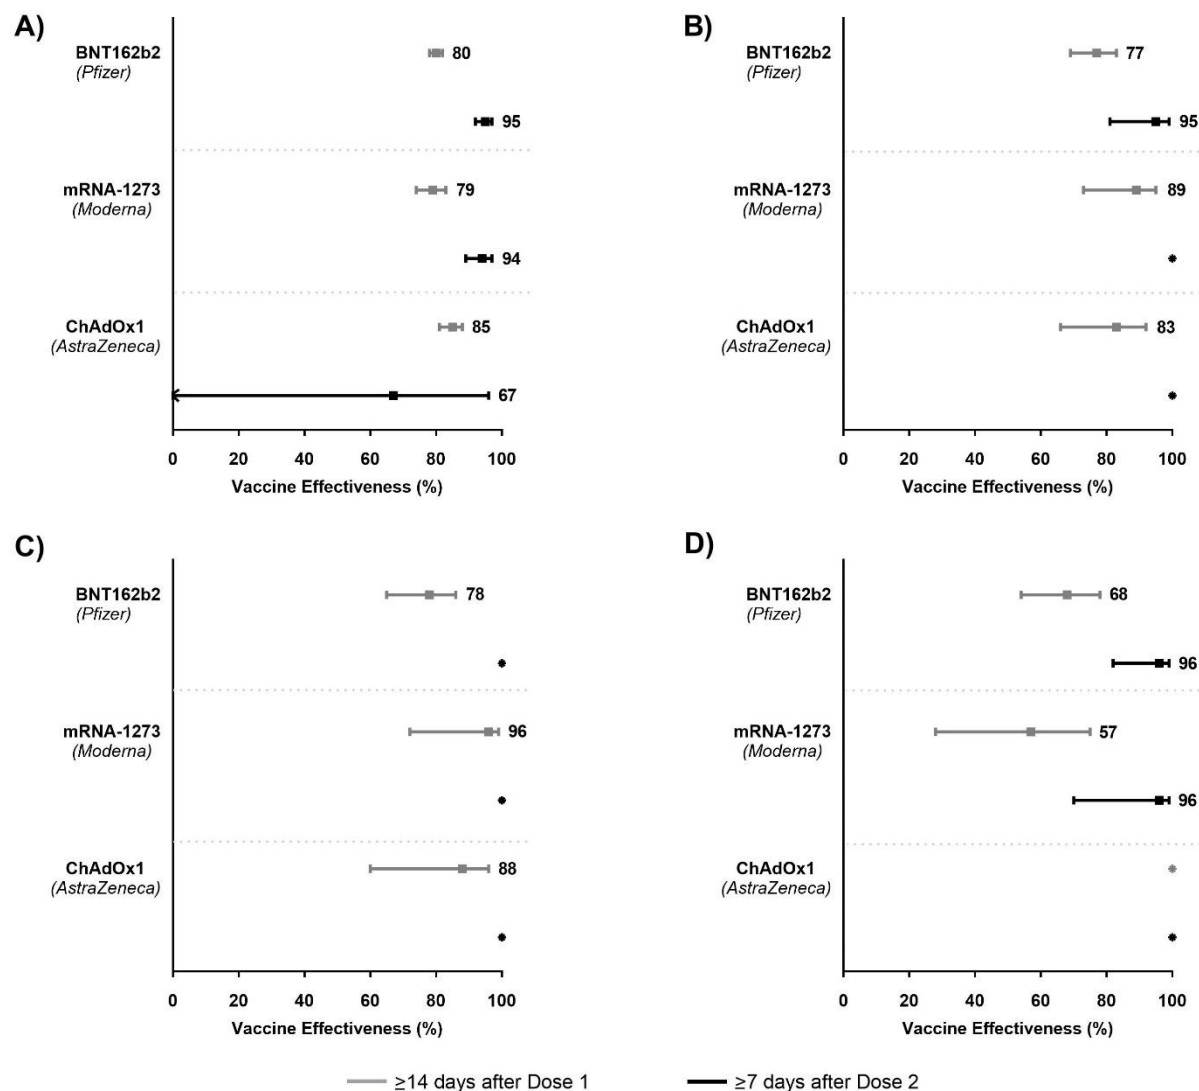 A)
BNT162b2
(Pfizer)
80
95
mRNA-1273
(Moderna)
79
94
ChAdOx1
(AstraZeneca)
85
67
0 20 40 60 80 100
Vaccine Effectiveness (%)
B)
BNT162b2
(Pfizer)
77
95
mRNA-1273
(Moderna)
89
ChAdOx1
(AstraZeneca)
83
0 20 40 60 80 100
Vaccine Effectiveness (%)
C)
BNT162b2
(Pfizer)
78
mRNA-1273
(Moderna)
96
ChAdOx1
(AstraZeneca)
88
0 20 40 60 80 100
Vaccine Effectiveness (%)
D)
BNT162b2
(Pfizer)
68
96
mRNA-1273
(Moderna)
57
96
ChAdOx1
(AstraZeneca)
0 20 40 60 80 100
Vaccine Effectiveness (%)
≥14 days after Dose 1
≥7 days after Dose 2